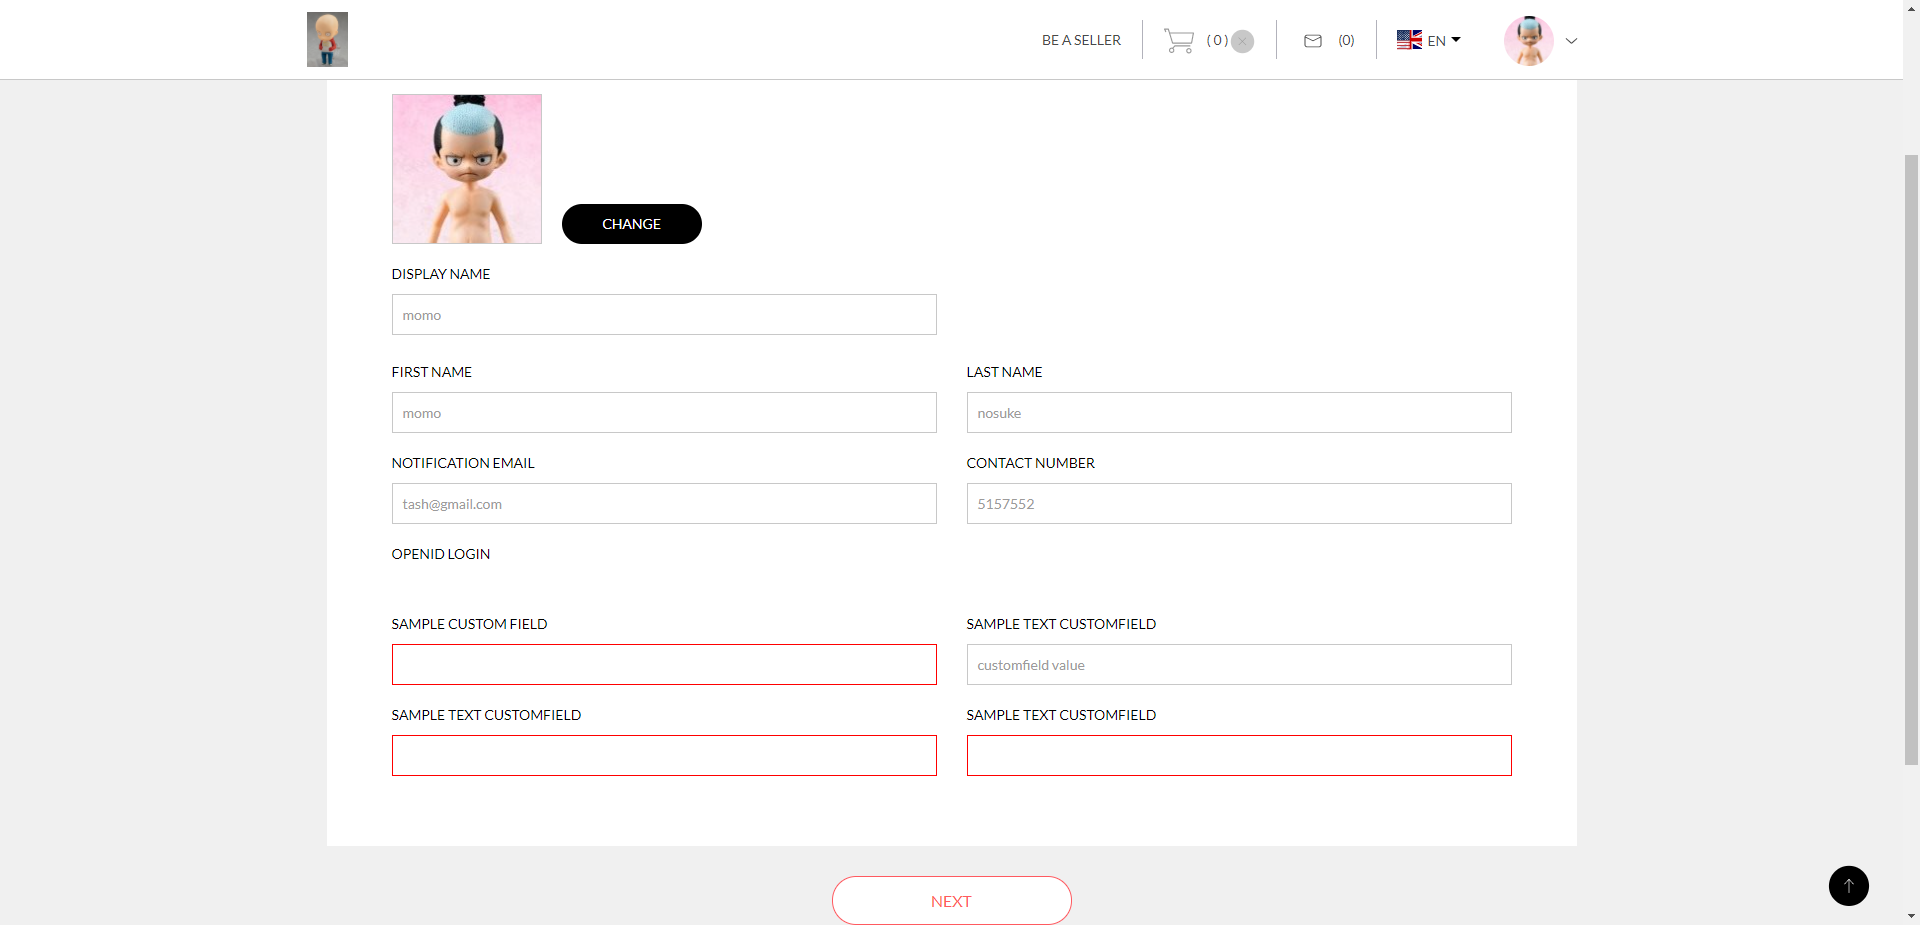 BE A SELLER
( 0 )
(0)
EN
CHANGE
DISPLAY NAME
momo
FIRST NAME
LAST NAME
momo
nosuke
NOTIFICATION EMAIL
CONTACT NUMBER
tash@gmail.com
5157552
OPENID LOGIN
SAMPLE CUSTOM FIELD
SAMPLE TEXT CUSTOMFIELD
customfield value
SAMPLE TEXT CUSTOMFIELD
SAMPLE TEXT CUSTOMFIELD
NEXT